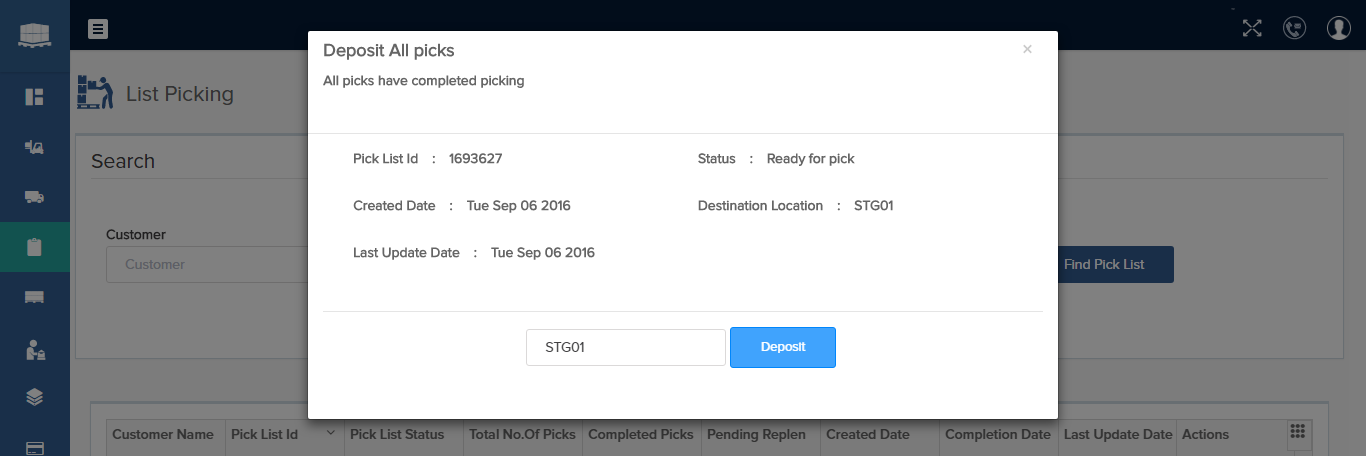 Deposit All picks ×
All picks have completed picking
List Picking
Pick List Id : 1693627 Status : Ready for pick
Search
Created Date : Tue Sep 06 2016 Destination Location : STG01
Customer
Last Update Date : Tue Sep 06 2016
Customer Find Pick List
STG01 Deposit
Customer Name Pick List Id Pick List Status Total No.Of Picks Completed Picks Pending Replen Created Date Completion Date Last Update Date Actions